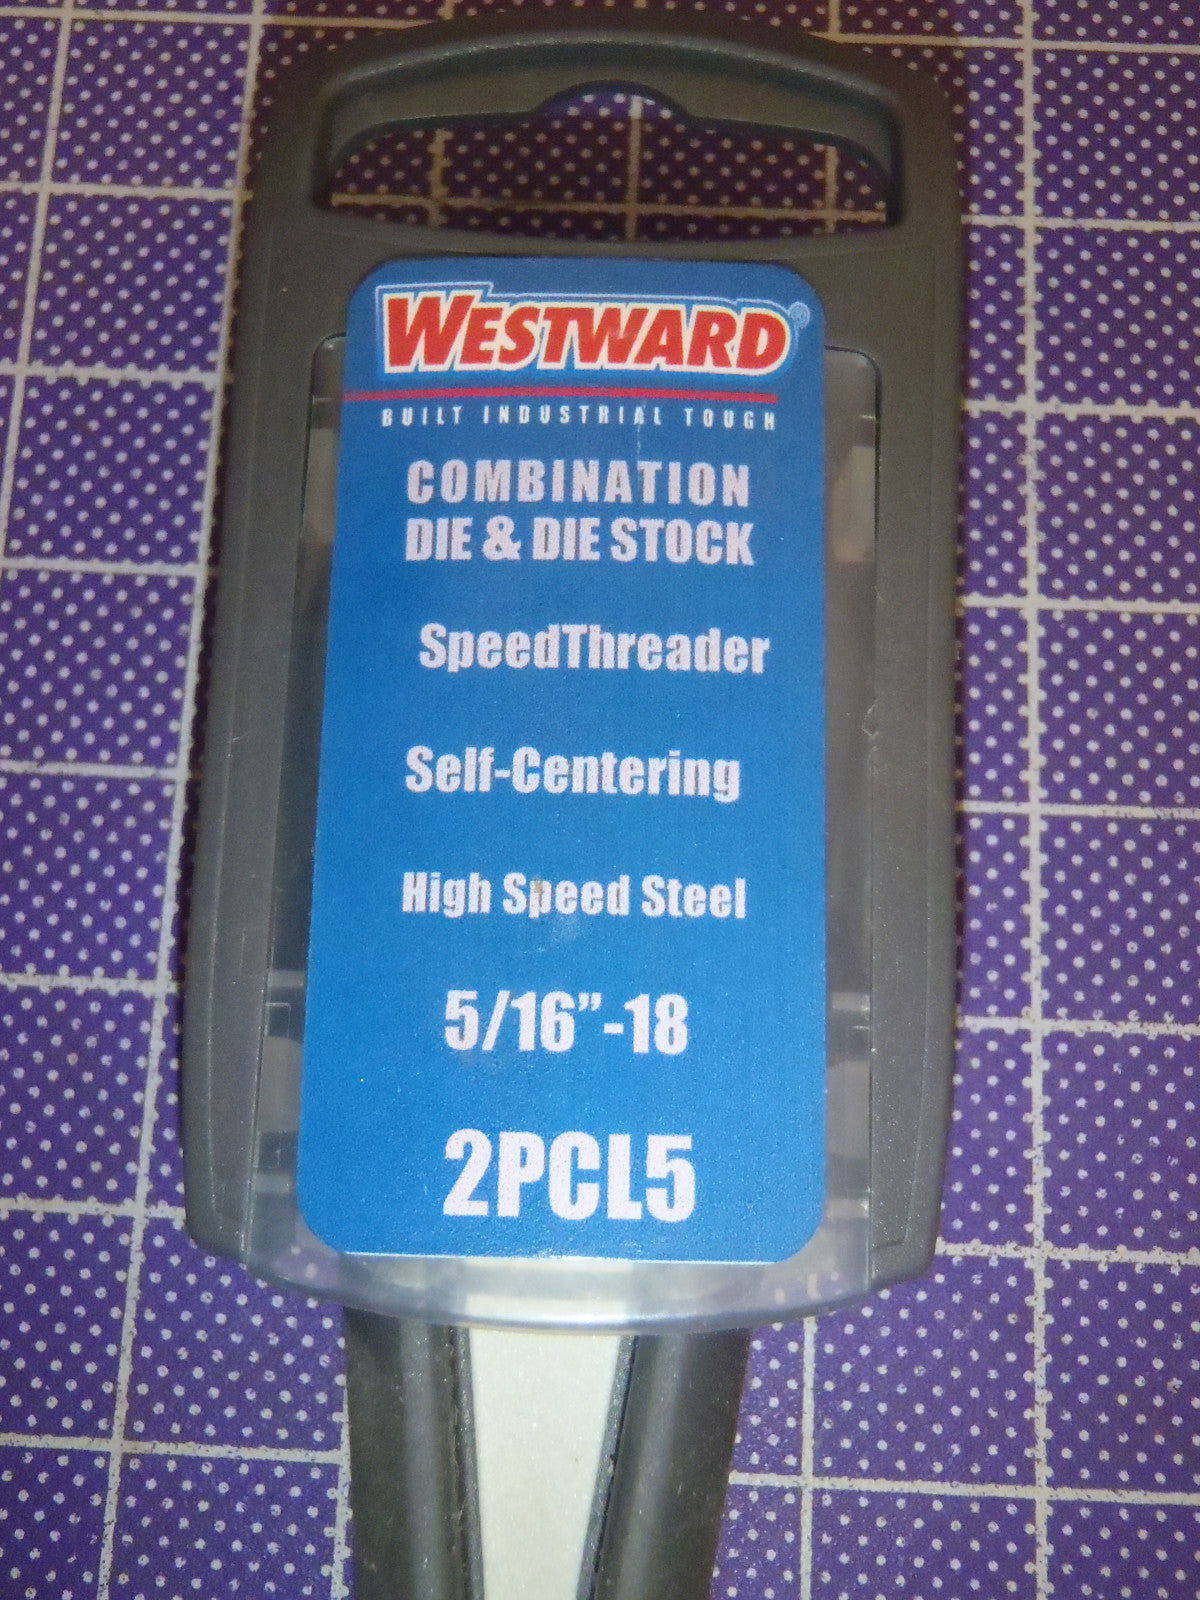 WESTWARD®
BUILT INDUSTRIAL TOUGH
COMBINATION
DIE & DIE STOCK
SpeedThreader
Self-Centering
High Speed Steel
5/16”-18
2PCL5